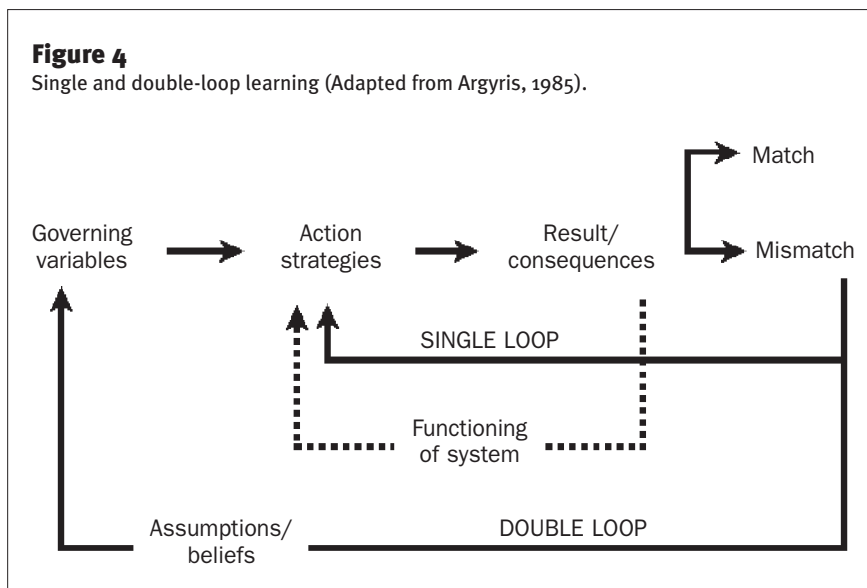 Figure 4
Single and double-loop learning (Adapted from Argyris, 1985).
Match
Governing
variables
Action
strategies
Result/
consequences
Mismatch
SINGLE LOOP
Functioning
of system
Assumptions/
beliefs
DOUBLE LOOP